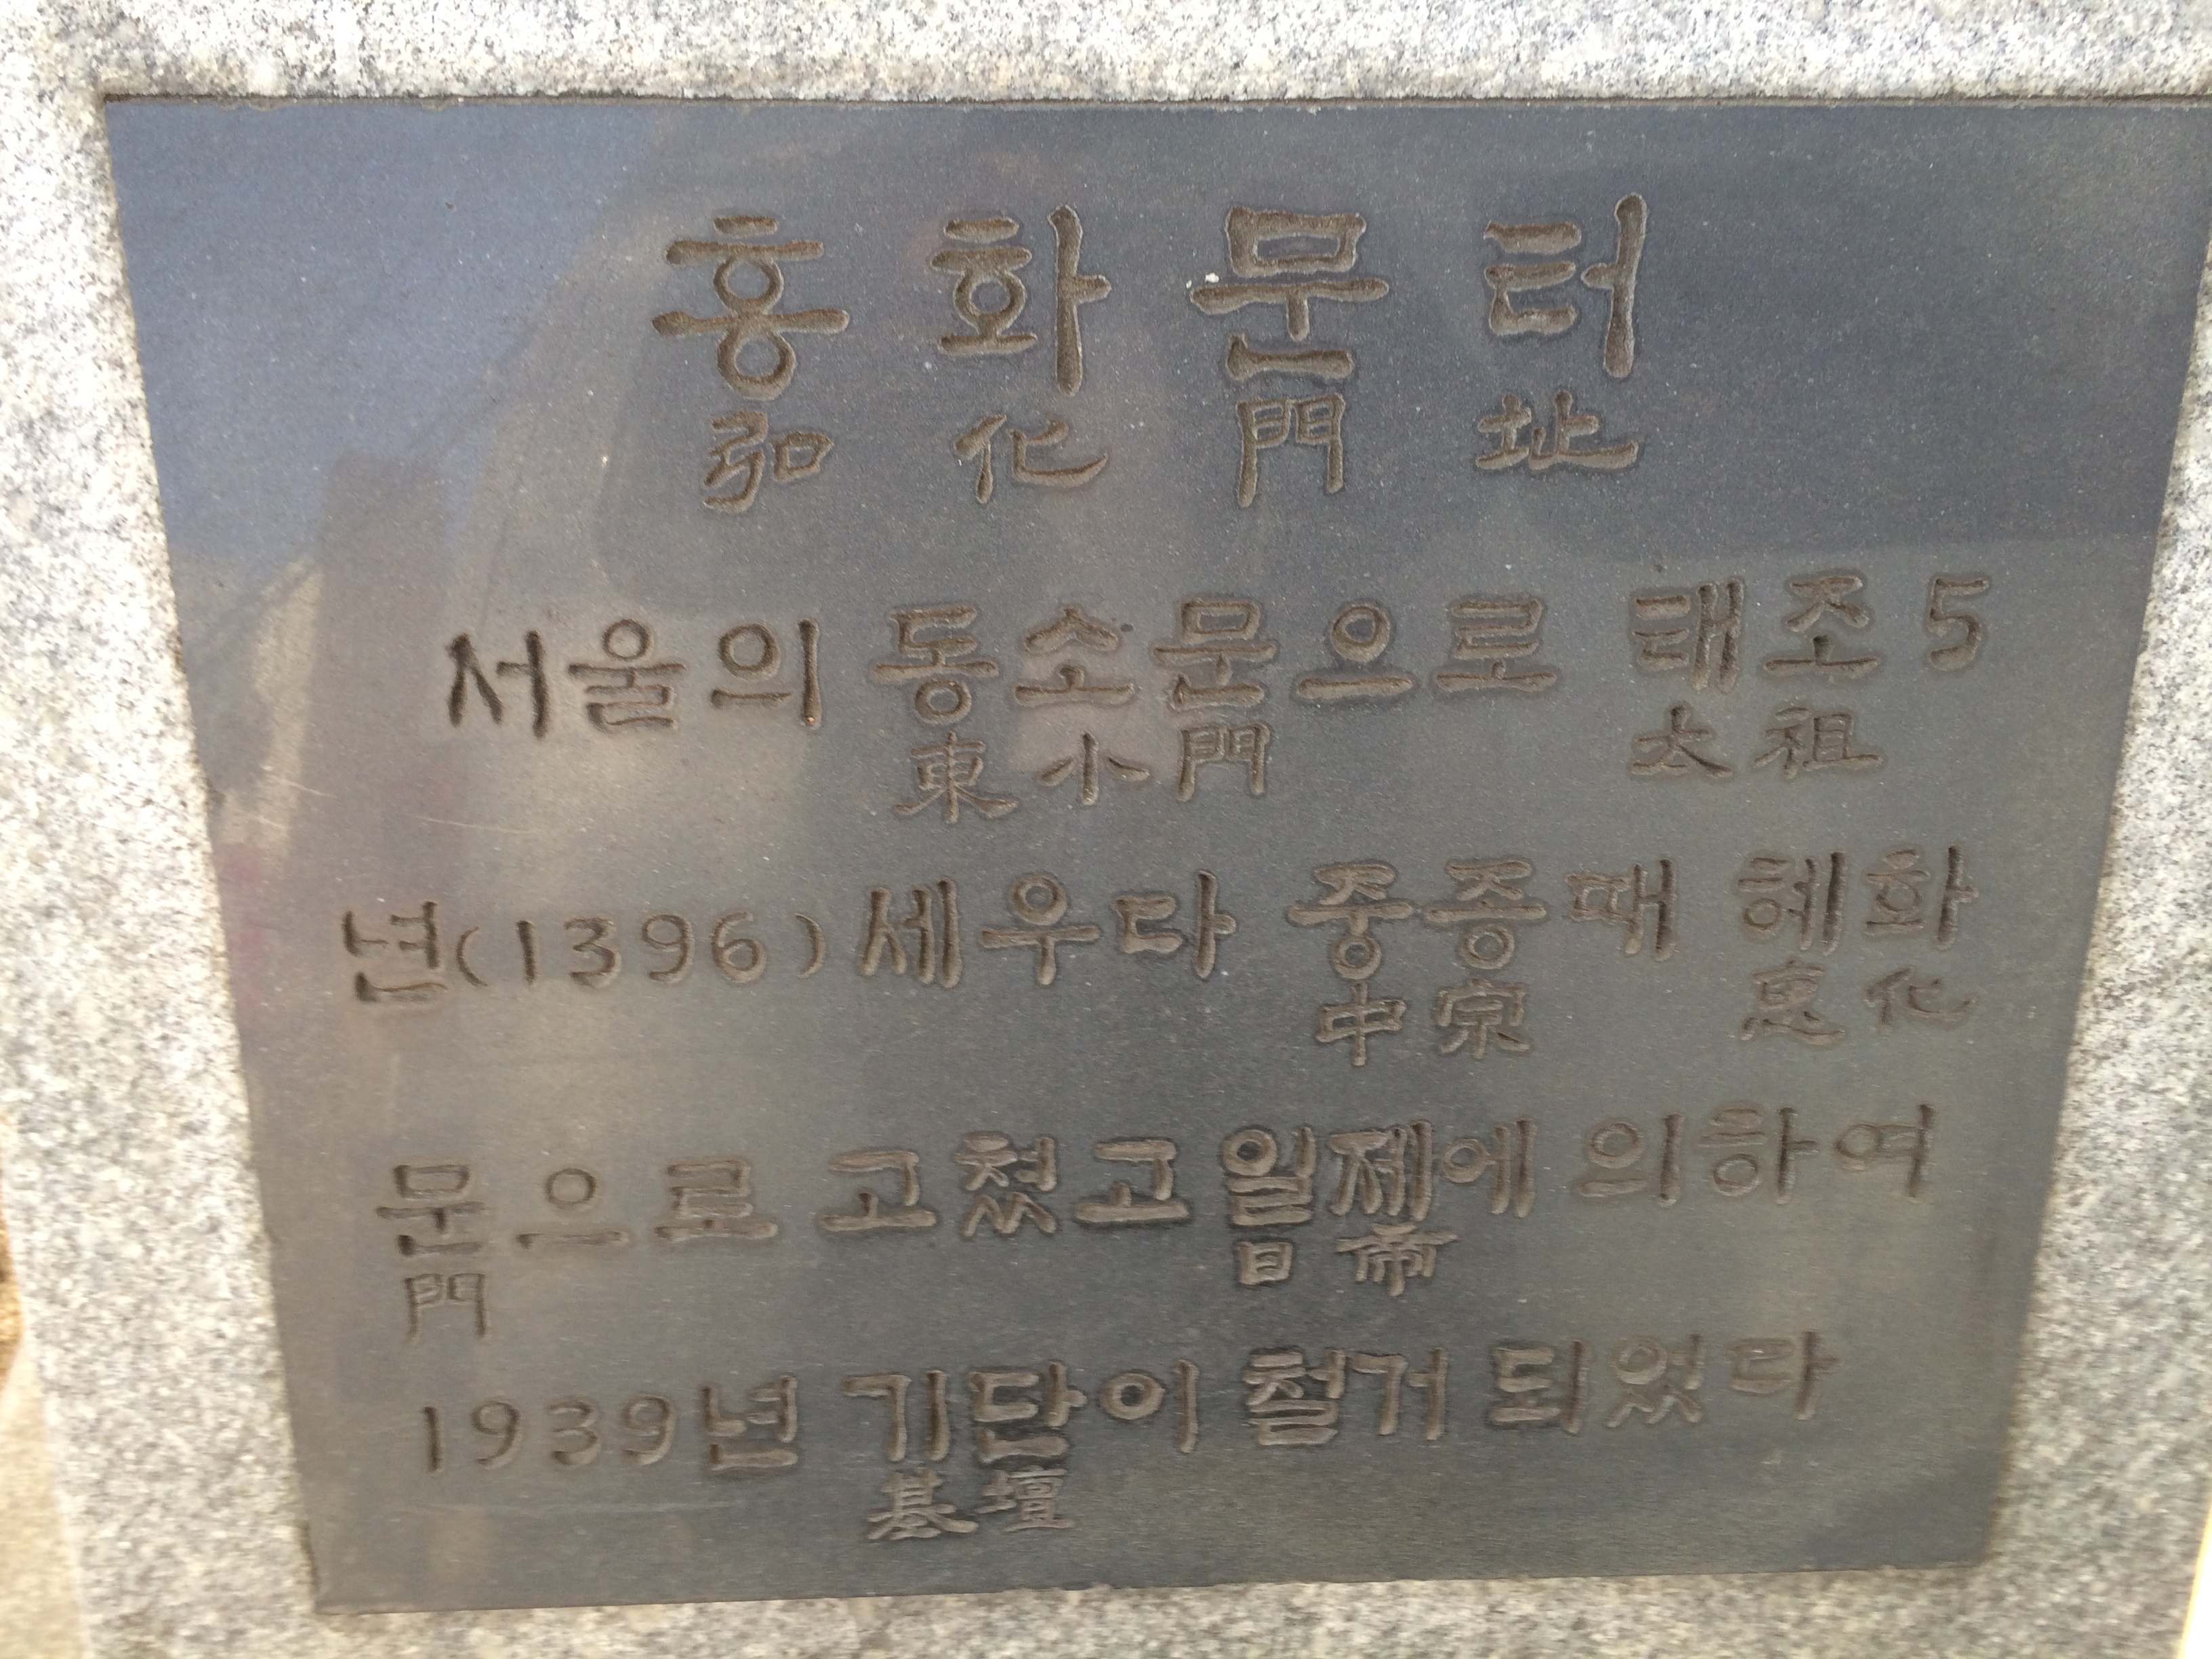 홍화문터
弘化門址
서울의 동소문으로 태조5
東小門 太祖
년(1396)세우다 중종때 혜화
中宗 惠化
문으로 고쳤고 일제에 의하여
門 日帝
1939년 기단이 철거 되었다
基壇